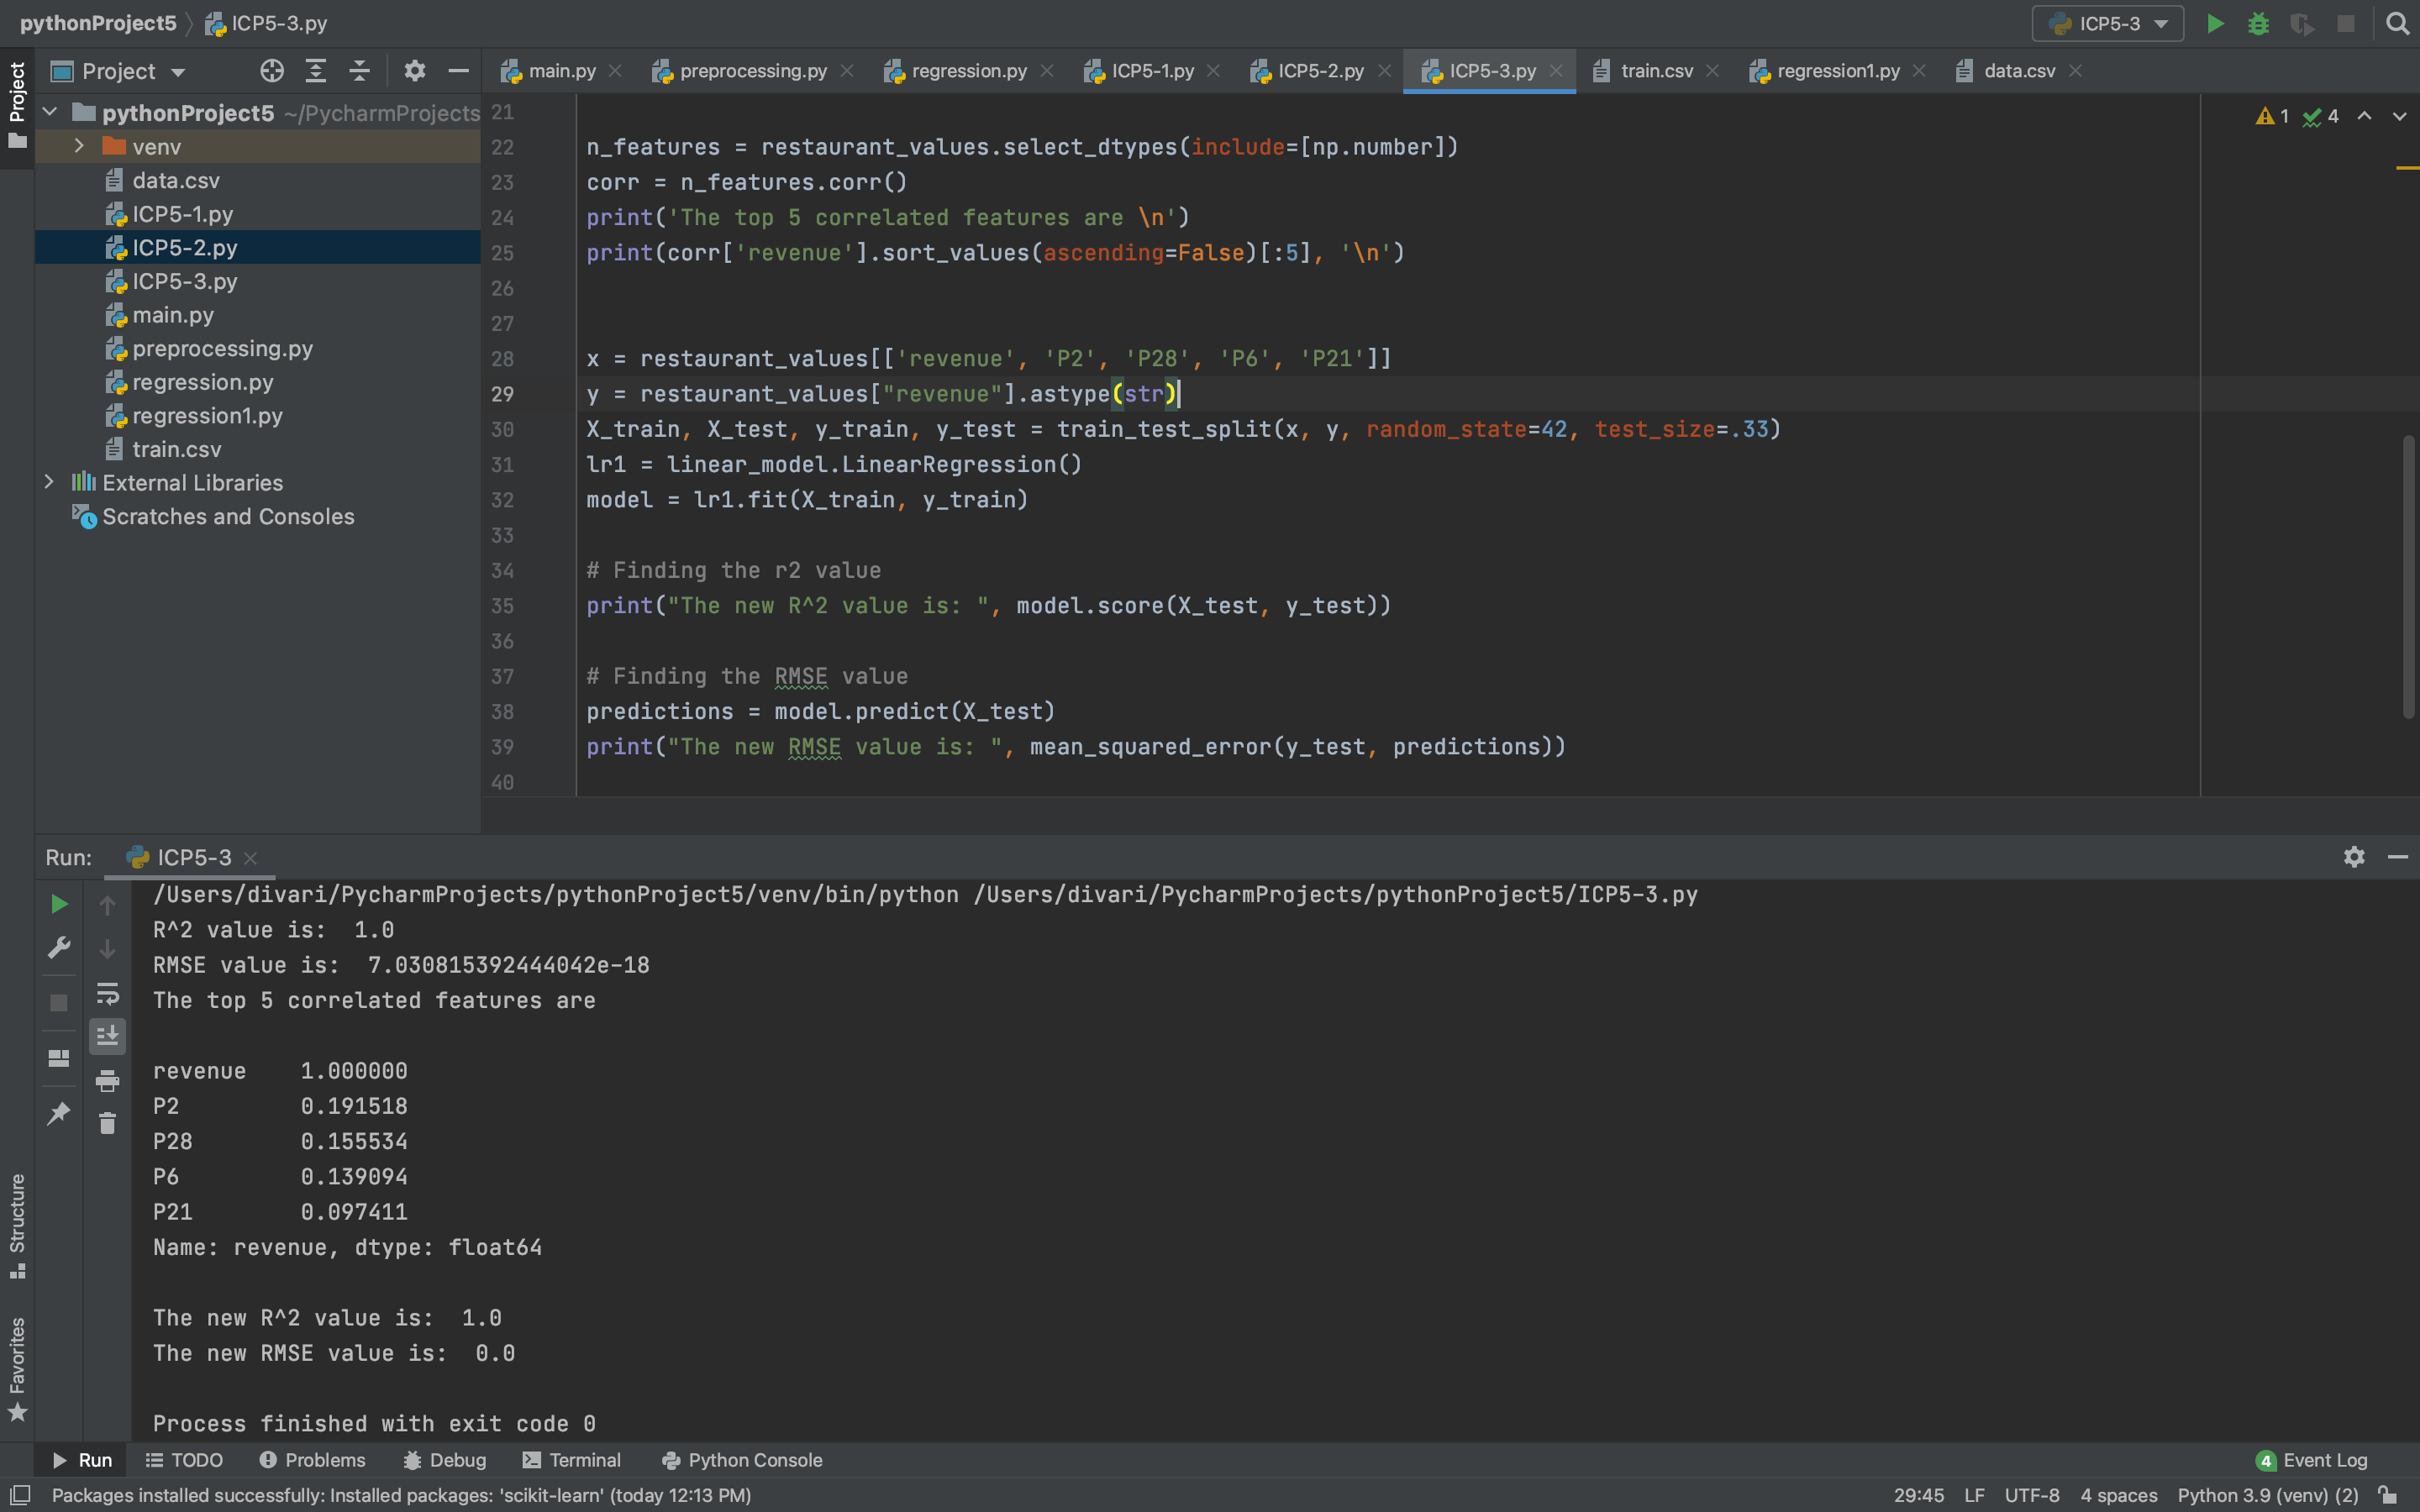 pythonProject5 ICP5-3.py
ICP5-3
Project
Project
main.py
preprocessing.py
regression.py
ICP5-1.py
ICP5-2.py
ICP5-3.py
train.csv
regression1.py
data.csv
pythonProject5 ~/PycharmProjects
venv
data.csv
ICP5-1.py
ICP5-2.py
ICP5-3.py
main.py
preprocessing.py
regression.py
regression1.py
train.csv
External Libraries
Scratches and Consoles
1 4
21
22 n_features = restaurant_values.select_dtypes(include=[np.number])
23 corr = n_features.corr()
24 print('The top 5 correlated features are \n')
25 print(corr['revenue'].sort_values(ascending=False)[:5], '\n')
26
27
28 x = restaurant_values[['revenue', 'P2', 'P28', 'P6', 'P21']]
29 y = restaurant_values["revenue"].astype(str)
30 X_train, X_test, y_train, y_test = train_test_split(x, y, random_state=42, test_size=.33)
31 lr1 = linear_model.LinearRegression()
32 model = lr1.fit(X_train, y_train)
33
34 # Finding the r2 value
35 print("The new R^2 value is: ", model.score(X_test, y_test))
36
37 # Finding the RMSE value
38 predictions = model.predict(X_test)
39 print("The new RMSE value is: ", mean_squared_error(y_test, predictions))
40
Run: ICP5-3
/Users/divari/PycharmProjects/pythonProject5/venv/bin/python /Users/divari/PycharmProjects/pythonProject5/ICP5-3.py
R^2 value is:  1.0
RMSE value is:  7.030815392444042e-18
The top 5 correlated features are
revenue    1.000000
P2         0.191518
P28        0.155534
P6         0.139094
P21        0.097411
Name: revenue, dtype: float64
The new R^2 value is:  1.0
The new RMSE value is:  0.0
Process finished with exit code 0
Structure
Favorites
Run TODO Problems Debug Terminal Python Console 4 Event Log
Packages installed successfully: Installed packages: 'scikit-learn' (today 12:13 PM) 29:45 LF UTF-8 4 spaces Python 3.9 (venv) (2)